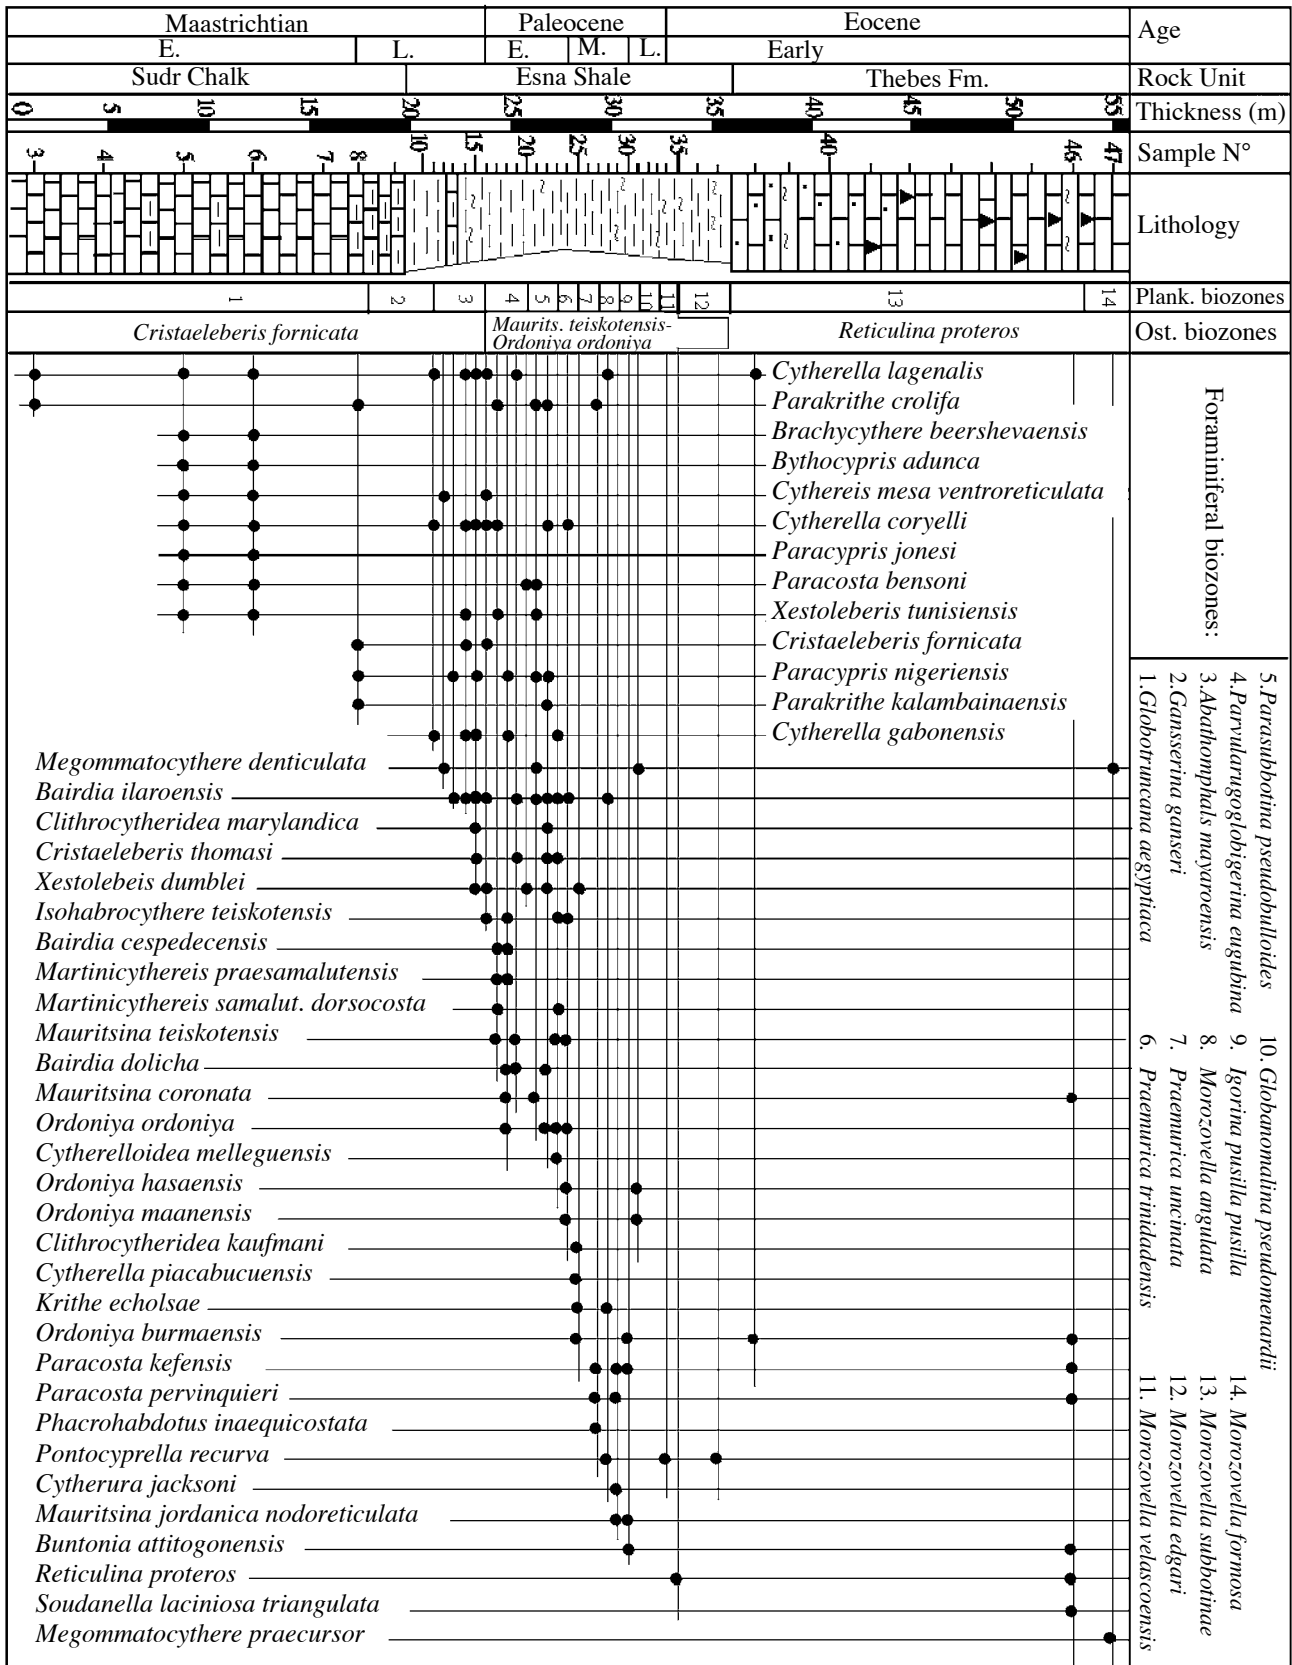 Maastrichtian Paleocene Eocene Age
E. L. E. M. L. Early
Sudr Chalk Esna Shale Thebes Fm. Rock Unit
0 5 10 15 20 25 30 35 40 45 50 55 Thickness (m)
3 4 5 6 7 8 10 15 20 25 30 35 40 46 47 Sample N°
Lithology
1 2 3 4 5 6 7 8 9 10 11 12 13 14 Plank. biozones
Cristaeleberis fornicata Maurits. teiskotensis- Reticulina proteros Ost. biozones
Ordoniya ordoniya
Cytherella lagenalis
Parakrithe crolifa
Brachycythere beershevaensis
Bythocypris adunca
Cythereis mesa ventroreticulata
Cytherella coryelli
Paracypris jonesi
Paracosta bensoni
Xestoleberis tunisiensis
Cristaeleberis fornicata
Paracypris nigeriensis
Parakrithe kalambainaensis
Cytherella gabonensis
Megommatocythere denticulata
Bairdia ilaroensis
Clithrocytheridea marylandica
Cristaeleberis thomasi
Xestolebeis dumblei
Isohabrocythere teiskotensis
Bairdia cespedecensis
Martinicythereis praesamalutensis
Martinicythereis samalut. dorsocosta
Mauritsina teiskotensis
Bairdia dolicha
Mauritsina coronata
Ordoniya ordoniya
Cytherelloidea melleguensis
Ordoniya hasaensis
Ordoniya maanensis
Clithrocytheridea kaufmani
Cytherella piacabucuensis
Krithe echolsae
Ordoniya burmaensis
Paracosta kefensis
Paracosta pervinquieri
Phacrohabdotus inaequicostata
Pontocyprella recurva
Cytherura jacksoni
Mauritsina jordanica nodoreticulata
Buntonia attitogonensis
Reticulina proteros
Soudanella laciniosa triangulata
Megommatocythere praecursor
Foraminiferal biozones:
1.Globotruncana aegyptiaca
2.Gansserina ganseri
3.Abathomphals mayaroensis
4.Parvularugoglobigerina eugubina
5.Parasubbotina pseudobulloides
6. Praemurica trinidadensis
7. Praemurica uncinata
8. Morozovella angulata
9. Igorina pusilla pusilla
10. Globanomalina pseudomenardii
11. Morozovella velascoensis
12. Morozovella edgari
13. Morozovella subbotinae
14. Morozovella formosa